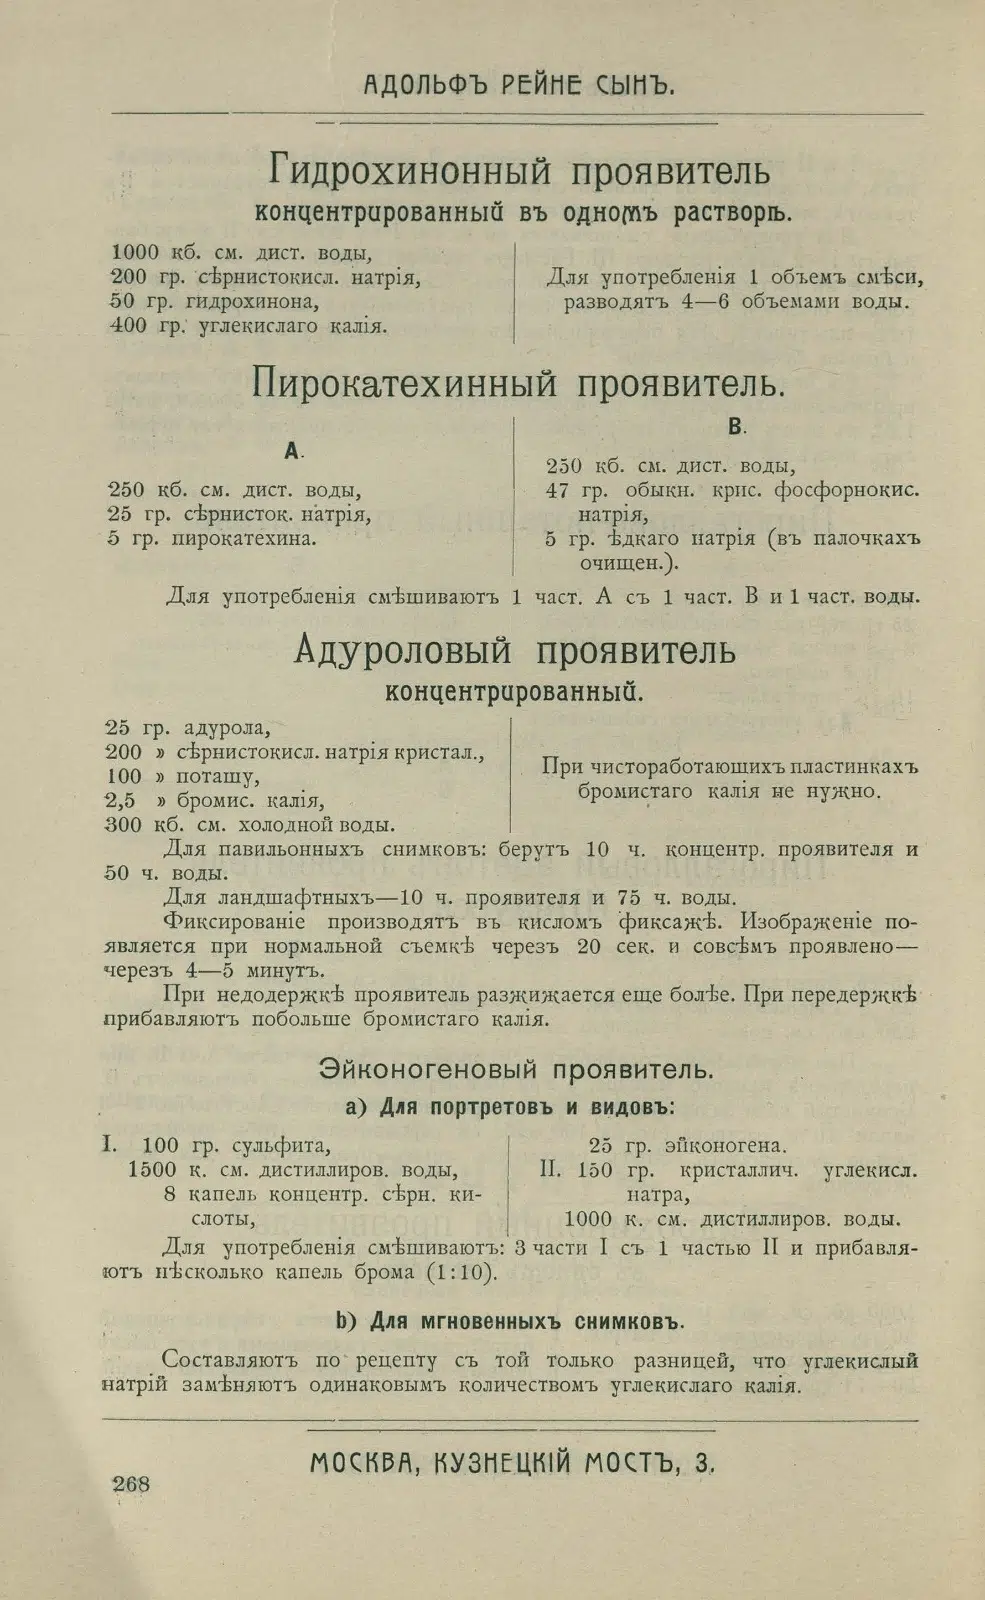 АДОЛЬФЪ РЕЙНЕ СЫНЪ.
Гидрохинонный проявитель
концентрированный въ одномъ растворѣ.
1000 кб. см. дист. воды,
200 гр. сѣрнистокисл. натрія,
50 гр. гидрохинона,
400 гр. углекислаго калія.
Для употребленія 1 объемъ смѣси,
разводятъ 4—6 объемами воды.
Пирокатехинный проявитель.
А.
250 кб. см. дист. воды,
25 гр. сѣрнисток. натрія,
5 гр. пирокатехина.
В.
250 кб. см. дист. воды,
47 гр. обыкн. крис. фосфорнокис.
натрія,
5 гр. ѣдкаго натрія (въ палочкахъ
очищен.).
Для употребленія смѣшиваютъ 1 част. А съ 1 част. В и 1 част. воды.
Адуроловый проявитель
концентрированный.
25 гр. адурола,
200 » сѣрнистокисл. натрія кристал.,
100 » поташу,
2,5 » бромис. калія,
300 кб. см. холодной воды.
При чистоработающихъ пластинкахъ
бромистаго калія не нужно.
Для павильонныхъ снимковъ: берутъ 10 ч. концентр. проявителя и
50 ч. воды.
Для ландшафтныхъ—10 ч. проявителя и 75 ч. воды.
Фиксированіе производятъ въ кисломъ фиксажѣ. Изображеніе по-
является при нормальной съемкѣ черезъ 20 сек. и совсѣмъ проявлено—
черезъ 4—5 минутъ.
При недодержкѣ проявитель разжижается еще болѣе. При передержкѣ
прибавляютъ побольше бромистаго калія.
Эйконогеновый проявитель.
а) Для портретовъ и видовъ:
I. 100 гр. сульфита,
1500 к. см. дистиллиров. воды,
8 капель концентр. сѣрн. ки-
слоты,
25 гр. эйконогена.
II. 150 гр. кристаллич. углекисл.
натра,
1000 к. см. дистиллиров. воды.
Для употребленія смѣшиваютъ: 3 части I съ 1 частью II и прибавля-
ютъ нѣсколько капель брома (1:10).
b) Для мгновенныхъ снимковъ.
Составляютъ по рецепту съ той только разницей, что углекислый
натрій замѣняютъ одинаковымъ количествомъ углекислаго калія.
МОСКВА, КУЗНЕЦКІЙ МОСТЪ, 3.
268